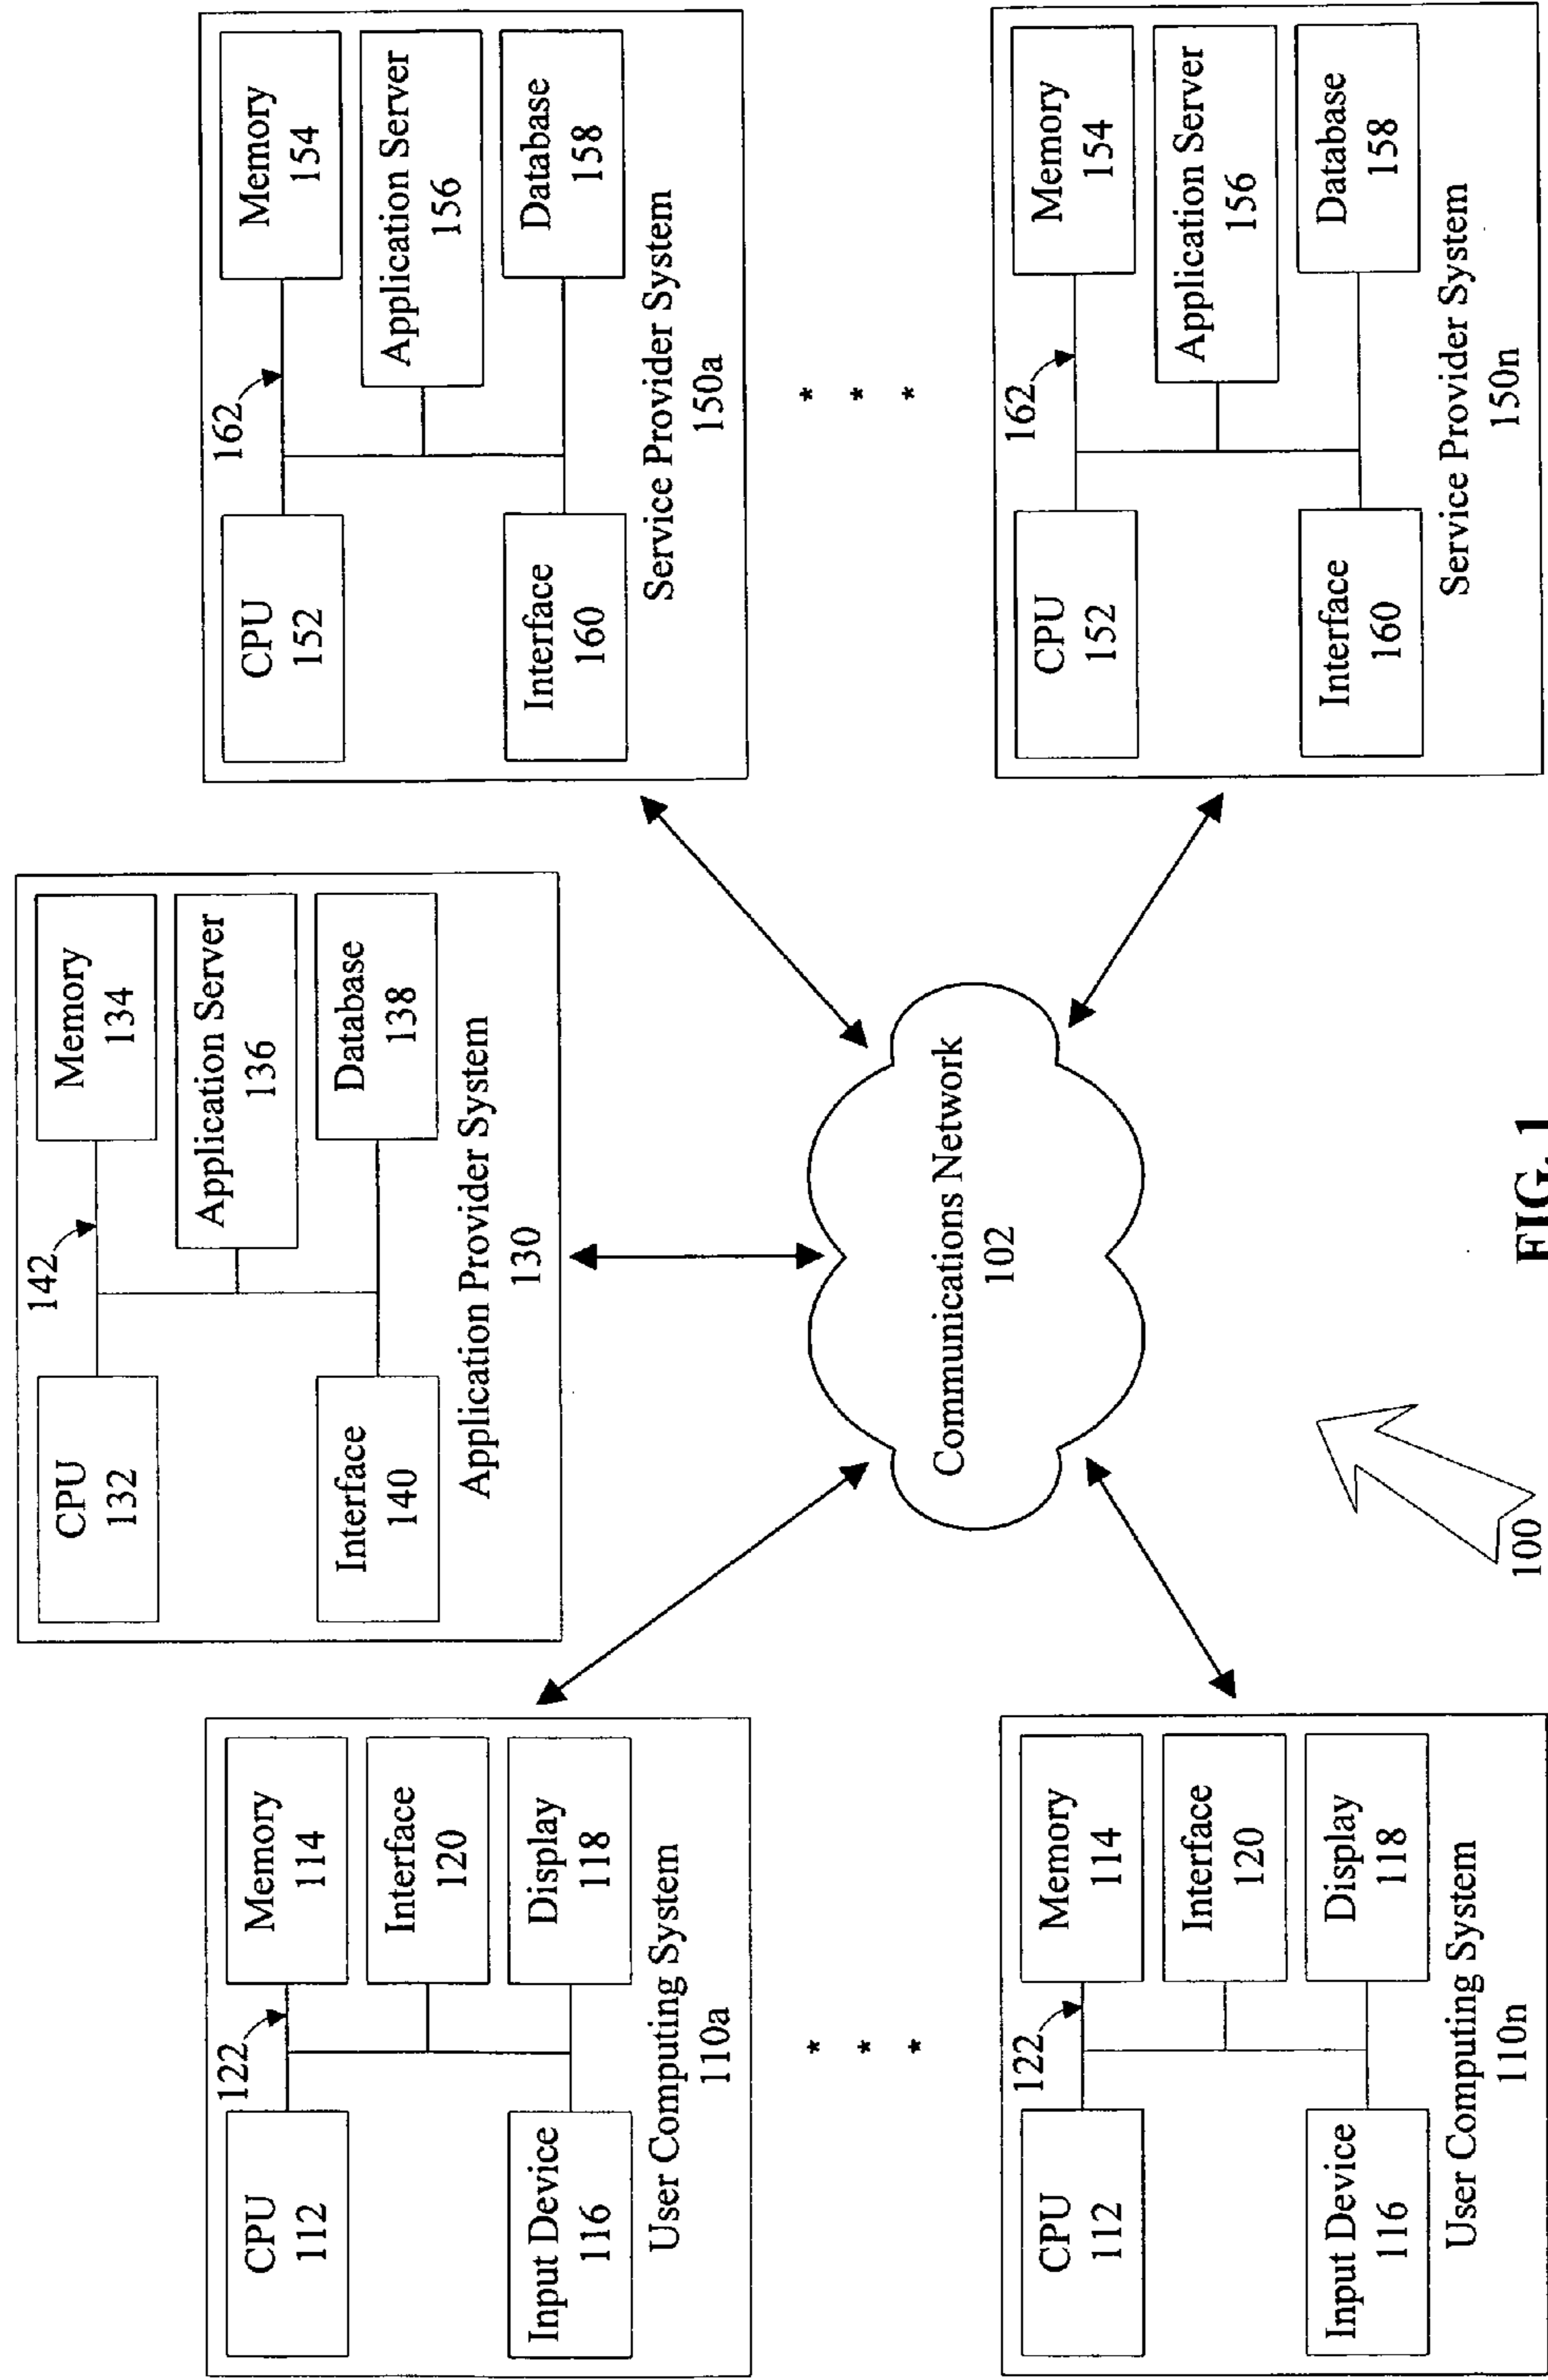 142
CPU
132
Memory
134
Application Server
136
Interface
140
Database
138
Application Provider System
130
122
CPU
112
Memory
114
Interface
120
Input Device
116
Display
118
User Computing System
110a
* * *
122
CPU
112
Memory
114
Interface
120
Input Device
116
Display
118
User Computing System
110n
Communications Network
102
162
CPU
152
Memory
154
Application Server
156
Interface
160
Database
158
Service Provider System
150a
* * *
162
CPU
152
Memory
154
Application Server
156
Interface
160
Database
158
Service Provider System
150n
100
FIG. 1